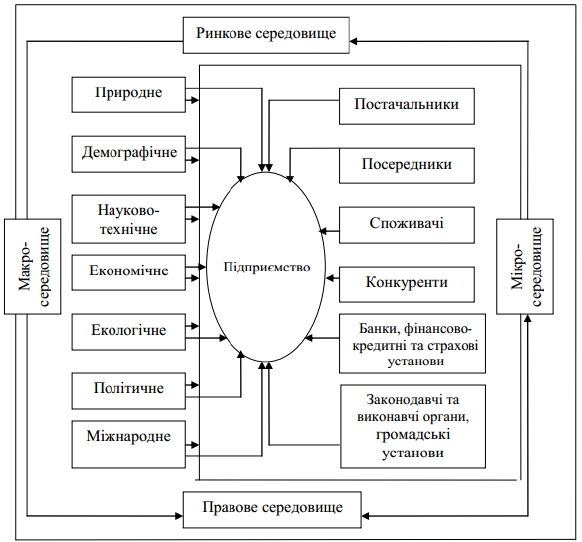 Ринкове середовище
Природне
Демографічне
Науково-
технічне
Економічне
Екологічне
Політичне
Міжнародне
Макро-
середовище
Підприємство
Постачальники
Посередники
Споживачі
Конкуренти
Банки, фінансово-
кредитні та страхові
установи
Законодавчі та
виконавчі органи,
громадські
установи
Мікро-
середовище
Правове середовище